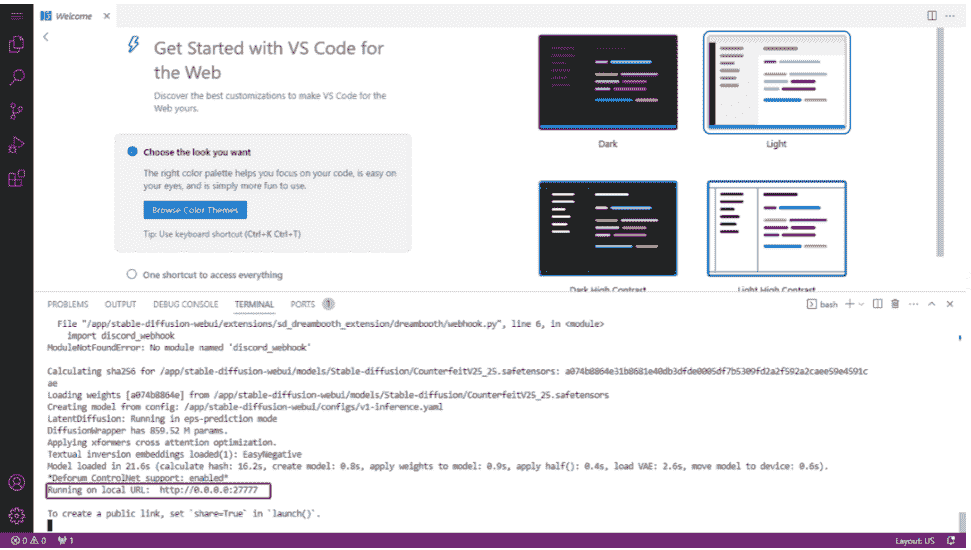 Welcome
Get Started with VS Code for
the Web
Discover the best customizations to make VS Code for the
Web yours.
Choose the look you want
The right color palette helps you focus on your code, is easy on
your eyes, and is simply more fun to use.
Browse Color Themes
Tip: Use keyboard shortcut (Ctrl+K Ctrl+T)
One shortcut to access everything
Dark
Light
Dark High Contrast
Light High Contrast
PROBLEMS OUTPUT DEBUG CONSOLE TERMINAL PORTS 1
bash
File "/app/stable-diffusion-webui/extensions/sd_dreambooth_extension/dreambooth/webhook.py", line 6, in <module>
import discord_webhook
ModuleNotFoundError: No module named 'discord_webhook'
Calculating sha256 for /app/stable-diffusion-webui/models/Stable-diffusion/CounterfeitV25_25.safetensors: a074b8864e31b8681e40db3dfde0005df7b5309fd2a2f592a2caee59e4591c
ae
Loading weights [a074b8864e] from /app/stable-diffusion-webui/models/Stable-diffusion/CounterfeitV25_25.safetensors
Creating model from config: /app/stable-diffusion-webui/configs/v1-inference.yaml
LatentDiffusion: Running in eps-prediction mode
DiffusionWrapper has 859.52 M params.
Applying xformers cross attention optimization.
Textual inversion embeddings loaded(1): EasyNegative
Model loaded in 21.6s (calculate hash: 16.2s, create model: 0.8s, apply weights to model: 0.9s, apply half(): 0.4s, load VAE: 2.6s, move model to device: 0.6s).
*Deforum ControlNet support: enabled*
Running on local URL: http://0.0.0.0:27777
To create a public link, set `share=True` in `launch()`.
0 0 1
Layout: US